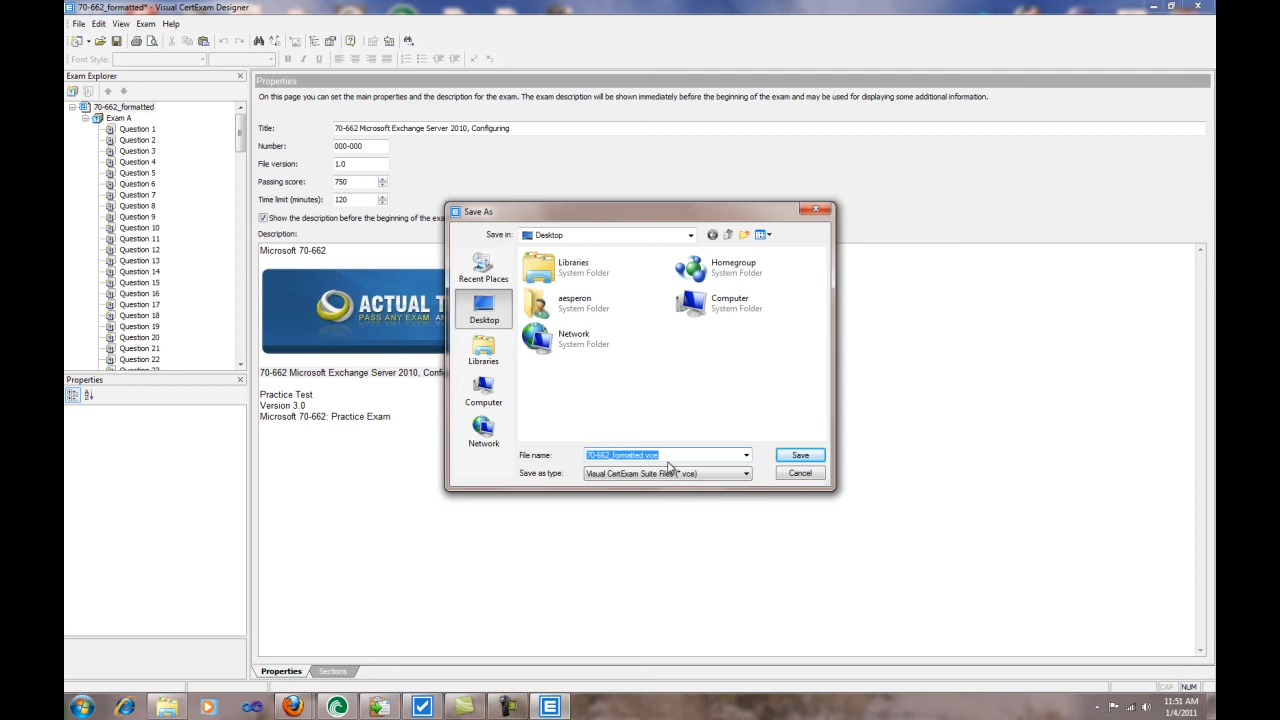 70-662_formatted* - Visual CertExam Designer
File Edit View Exam Help
Font Style:
B I U
Exam Explorer
70-662_formatted
Exam A
Question 1
Question 2
Question 3
Question 4
Question 5
Question 6
Question 7
Question 8
Question 9
Question 10
Question 11
Question 12
Question 13
Question 14
Question 15
Question 16
Question 17
Question 18
Question 19
Question 20
Question 21
Question 22
Properties
Properties
On this page you can set the main properties and the description for the exam. The exam description will be shown immediately before the beginning of the exam and may be used for displaying some additional information.
Title: 70-662 Microsoft Exchange Server 2010, Configuring
Number: 000-000
File version: 1.0
Passing score: 750
Time limit (minutes): 120
Show the description before the beginning of the exa
Description:
Microsoft 70-662
ACTUAL T
PASS ANY EXAM. AN
70-662 Microsoft Exchange Server 2010, Confi
Practice Test
Version 3.0
Microsoft 70-662: Practice Exam
Save As
Save in: Desktop
Recent Places
Desktop
Libraries
Computer
Network
Libraries
System Folder
Homegroup
System Folder
aesperon
System Folder
Computer
System Folder
Network
System Folder
File name: 70-662_formatted.vce
Save
Save as type: Visual CertExam Suite Files (*.vce)
Cancel
Properties Sections
CAP NUM
11:51 AM
1/4/2011